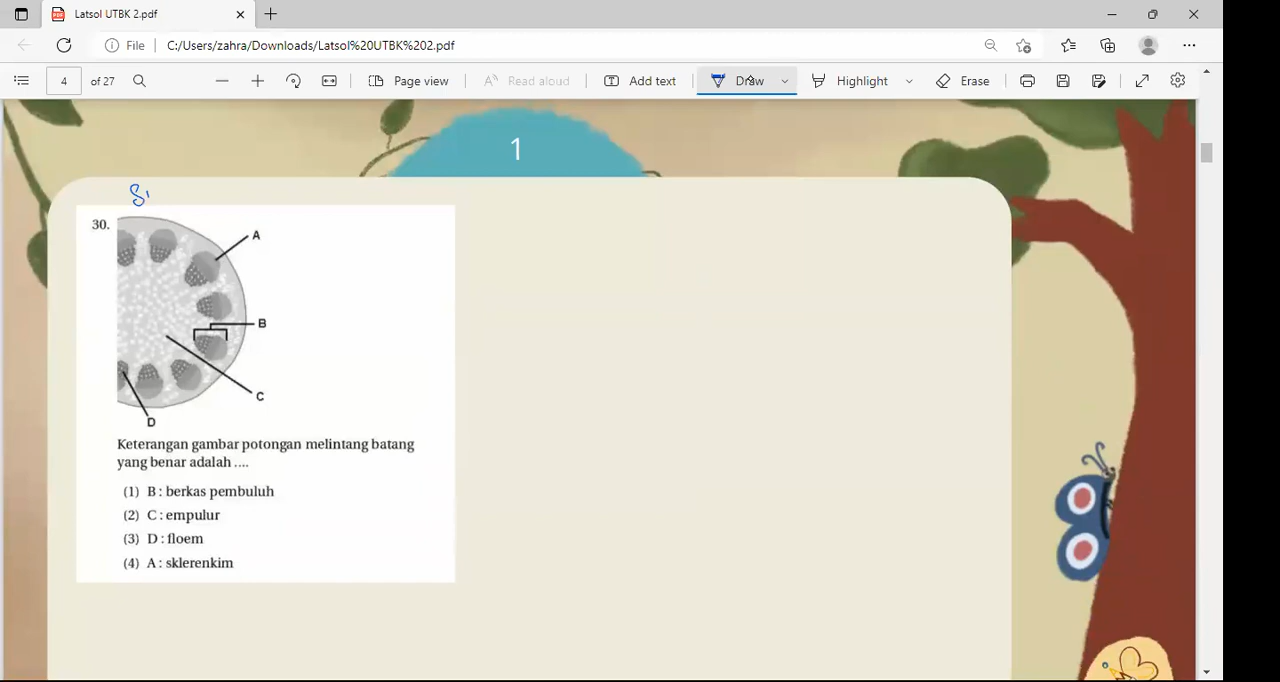 Latsol UTBK 2.pdf
File C:/Users/zahra/Downloads/Latsol%20UTBK%202.pdf
4 of 27 Page view Read aloud Add text Draw Highlight Erase
1
30.
A
B
C
D
Keterangan gambar potongan melintang batang
yang benar adalah ....
(1) B : berkas pembuluh
(2) C : empulur
(3) D : floem
(4) A : sklerenkim